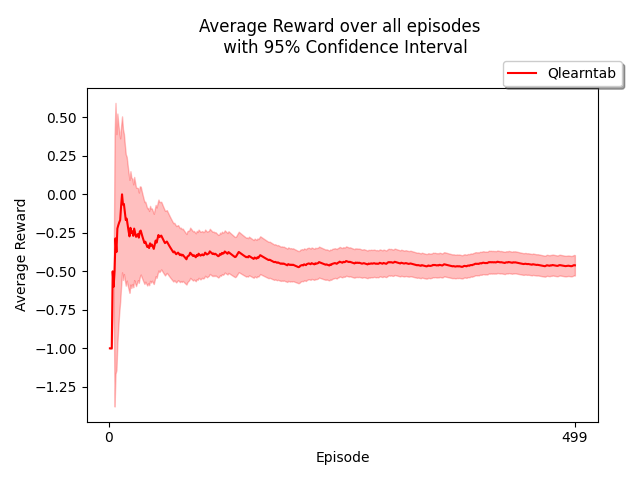 Average Reward over all episodes
with 95% Confidence Interval
Qlearntab
0.50
0.25
0.00
−0.25
−0.50
−0.75
−1.00
−1.25
Average Reward
0
499
Episode